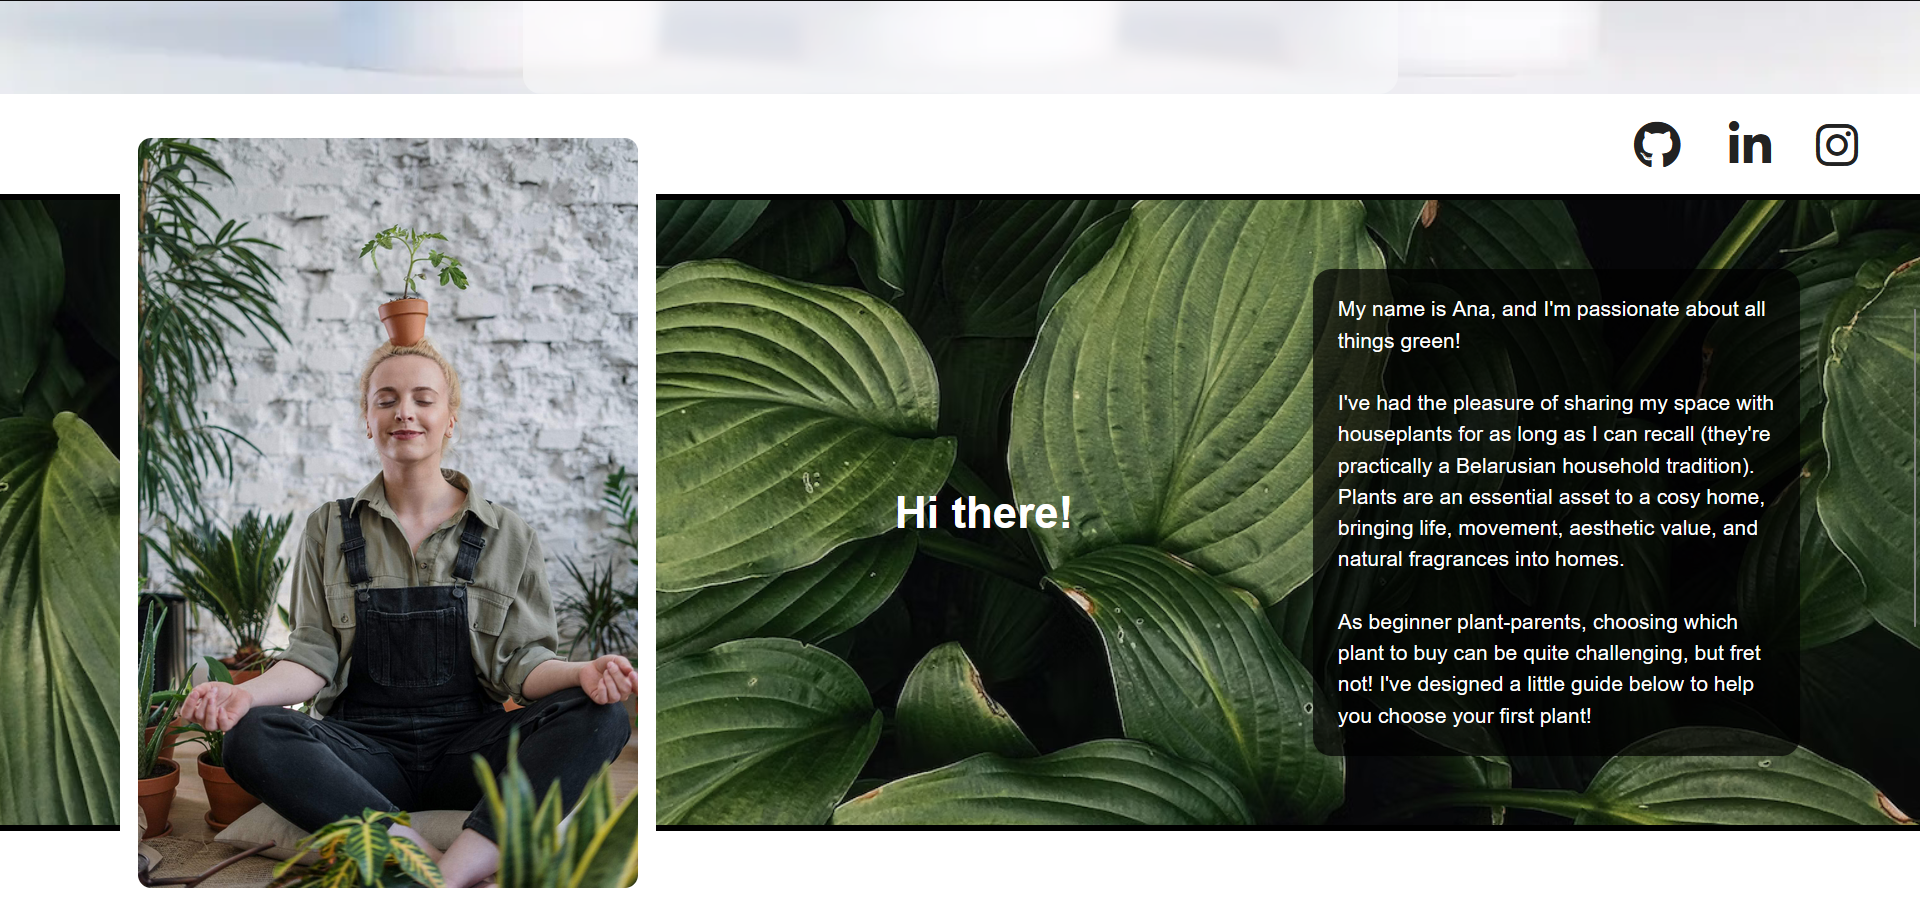 in
Hi there!
My name is Ana, and I'm passionate about all
things green!
I've had the pleasure of sharing my space with
houseplants for as long as I can recall (they're
practically a Belarusian household tradition).
Plants are an essential asset to a cosy home,
bringing life, movement, aesthetic value, and
natural fragrances into homes.
As beginner plant-parents, choosing which
plant to buy can be quite challenging, but fret
not! I've designed a little guide below to help
you choose your first plant!